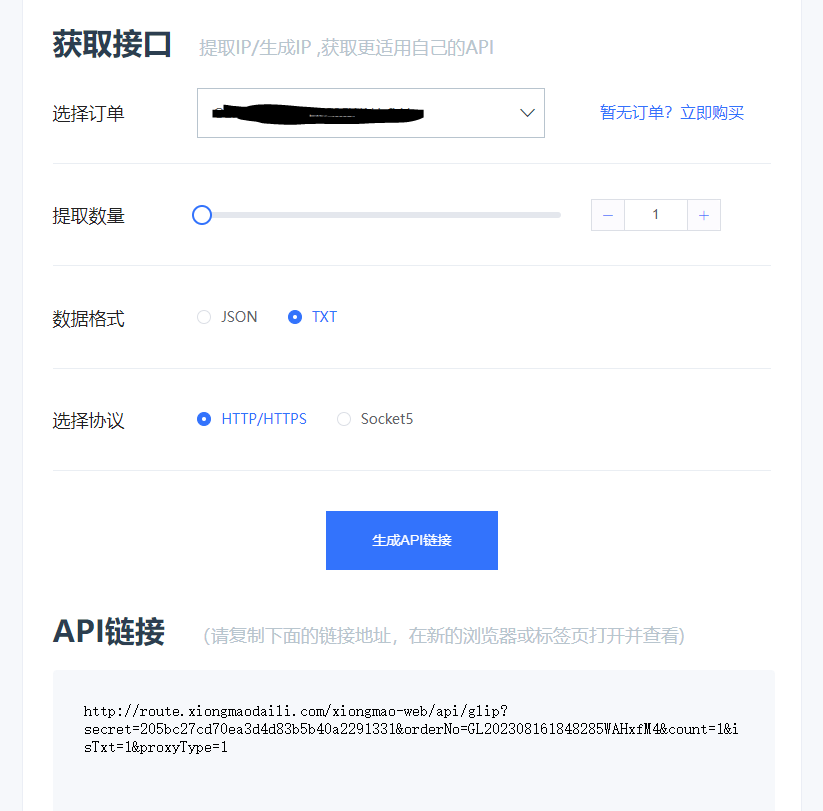 获取接口 提取IP/生成IP ,获取更适用自己的API
选择订单 暂无订单？立即购买
提取数量 − 1 +
数据格式 JSON TXT
选择协议 HTTP/HTTPS Socket5
生成API链接
API链接 （请复制下面的链接地址，在新的浏览器或标签页打开并查看）
http://route.xiongmaodaili.com/xiongmao-web/api/glip?
secret=205bc27cd70ea3d4d83b5b40a2291331&orderNo=GL202308161848285WAHxfM4&count=1&i
sTxt=1&proxyType=1